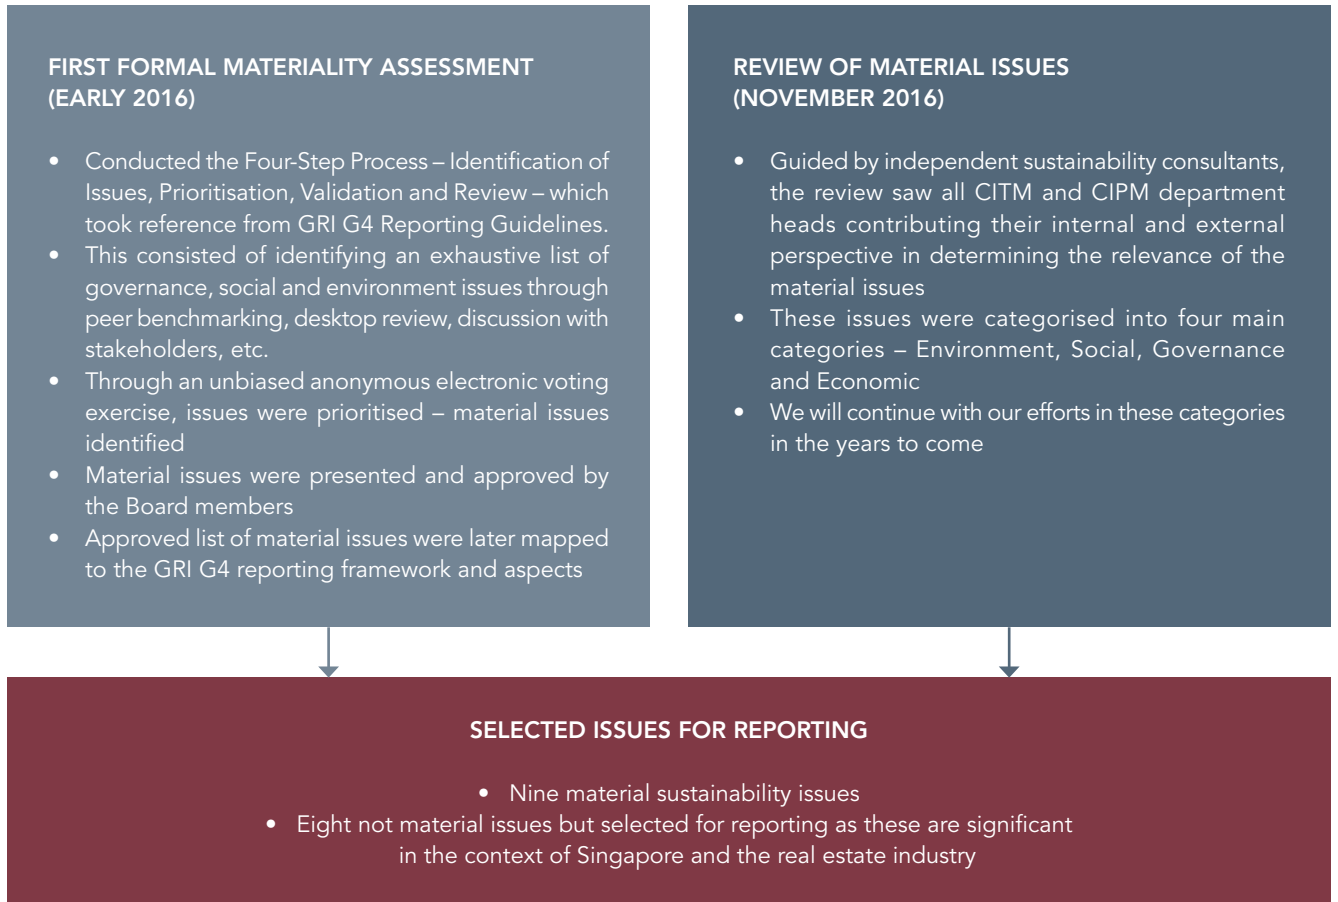 FIRST FORMAL MATERIALITY ASSESSMENT
(EARLY 2016)
• Conducted the Four-Step Process – Identification of
Issues, Prioritisation, Validation and Review – which
took reference from GRI G4 Reporting Guidelines.
• This consisted of identifying an exhaustive list of
governance, social and environment issues through
peer benchmarking, desktop review, discussion with
stakeholders, etc.
• Through an unbiased anonymous electronic voting
exercise, issues were prioritised – material issues
identified
• Material issues were presented and approved by
the Board members
• Approved list of material issues were later mapped
to the GRI G4 reporting framework and aspects
REVIEW OF MATERIAL ISSUES
(NOVEMBER 2016)
• Guided by independent sustainability consultants,
the review saw all CITM and CIPM department
heads contributing their internal and external
perspective in determining the relevance of the
material issues
• These issues were categorised into four main
categories – Environment, Social, Governance
and Economic
• We will continue with our efforts in these categories
in the years to come
SELECTED ISSUES FOR REPORTING
• Nine material sustainability issues
• Eight not material issues but selected for reporting as these are significant
in the context of Singapore and the real estate industry